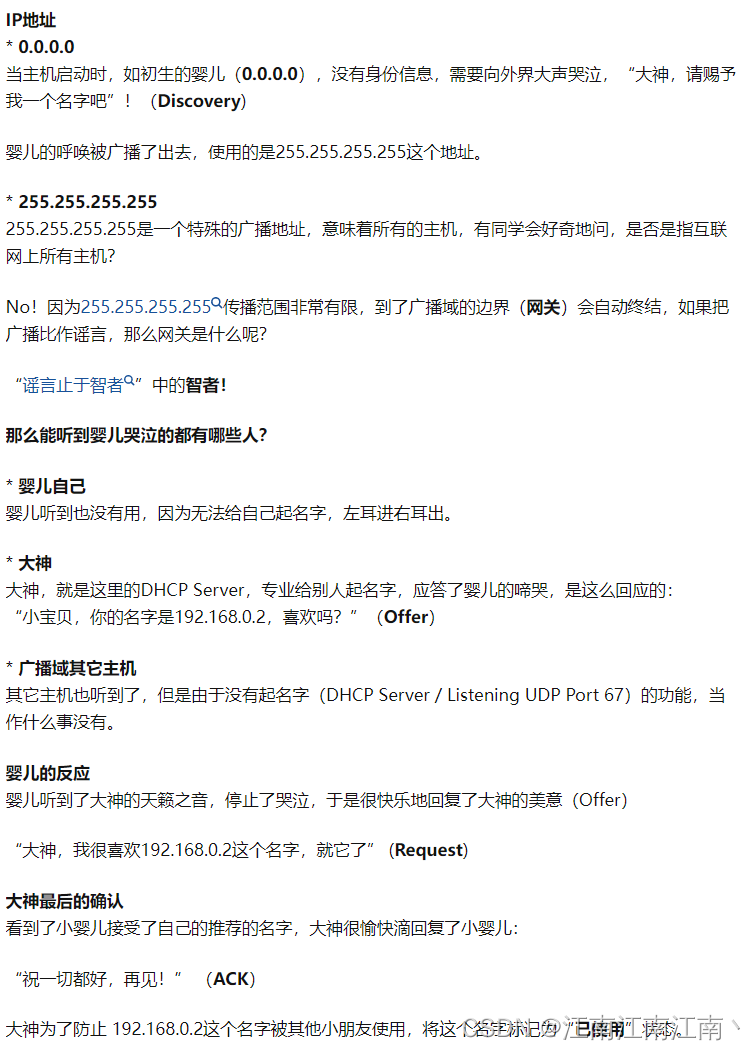 IP地址
* 0.0.0.0
当主机启动时，如初生的婴儿（0.0.0.0），没有身份信息，需要向外界大声哭泣，“大神，请赐予
我一个名字吧”！（Discovery）
婴儿的呼唤被广播了出去，使用的是255.255.255.255这个地址。
* 255.255.255.255
255.255.255.255是一个特殊的广播地址，意味着所有的主机，有同学会好奇地问，是否是指互联
网上所有主机？
No！因为255.255.255.255传播范围非常有限，到了广播域的边界（网关）会自动终结，如果把
广播比作谣言，那么网关是什么呢？
“谣言止于智者”中的智者！
那么能听到婴儿哭泣的都有哪些人？
* 婴儿自己
婴儿听到也没有用，因为无法给自己起名字，左耳进右耳出。
* 大神
大神，就是这里的DHCP Server，专业给别人起名字，应答了婴儿的啼哭，是这么回应的：
“小宝贝，你的名字是192.168.0.2，喜欢吗？”（Offer）
* 广播域其它主机
其它主机也听到了，但是由于没有起名字（DHCP Server / Listening UDP Port 67）的功能，当
作什么事没有。
婴儿的反应
婴儿听到了大神的天籁之音，停止了哭泣，于是很快乐地回复了大神的美意（Offer）
“大神，我很喜欢192.168.0.2这个名字，就它了”（Request）
大神最后的确认
看到了小婴儿接受了自己的推荐的名字，大神很愉快滴回复了小婴儿：
“祝一切都好，再见！” （ACK）
大神为了防止 192.168.0.2这个名字被其他小朋友使用，将这个名字标记为“已使用”状态。
CSDN @江南江南江南丶